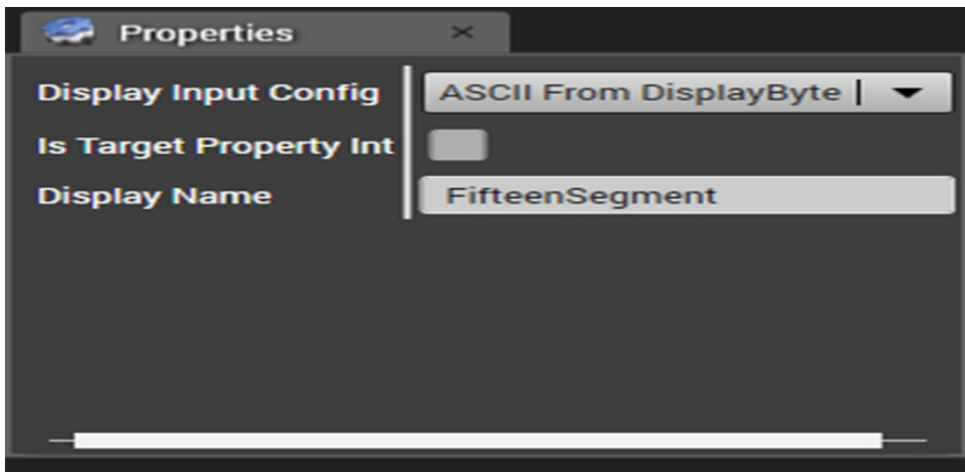 Properties
Display Input Config ASCII From DisplayByte
Is Target Property Int
Display Name FifteenSegment